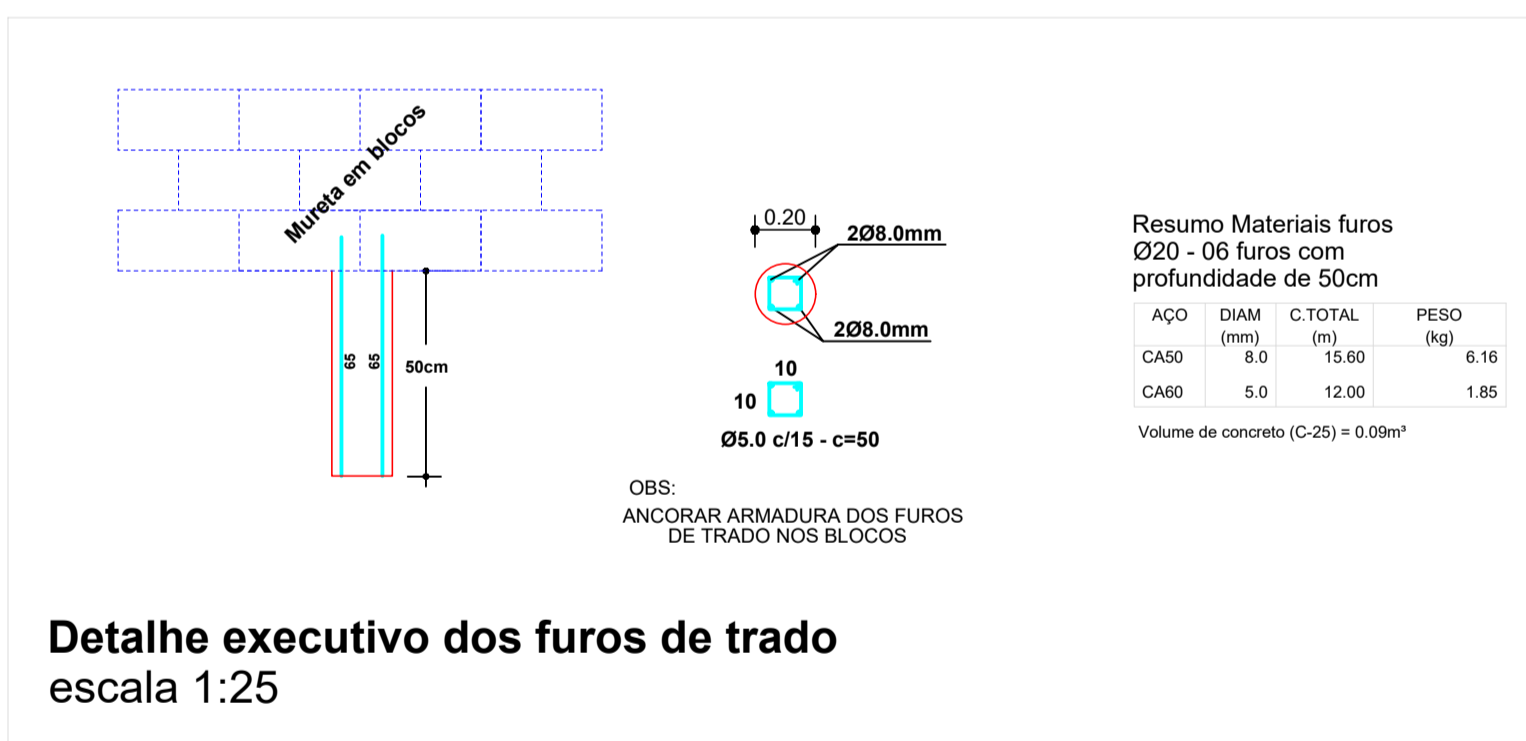 Mureta em blocos
65
65
50cm
0.20
2Ø8.0mm
2Ø8.0mm
10
10
Ø5.0 c/15 - c=50
OBS:
ANCORAR ARMADURA DOS FUROS
DE TRADO NOS BLOCOS
Resumo Materiais furos
Ø20 - 06 furos com
profundidade de 50cm
AÇO DIAM C.TOTAL PESO
(mm) (m) (kg)
CA50 8.0 15.60 6.16
CA60 5.0 12.00 1.85
Volume de concreto (C-25) = 0.09m³
Detalhe executivo dos furos de trado
escala 1:25